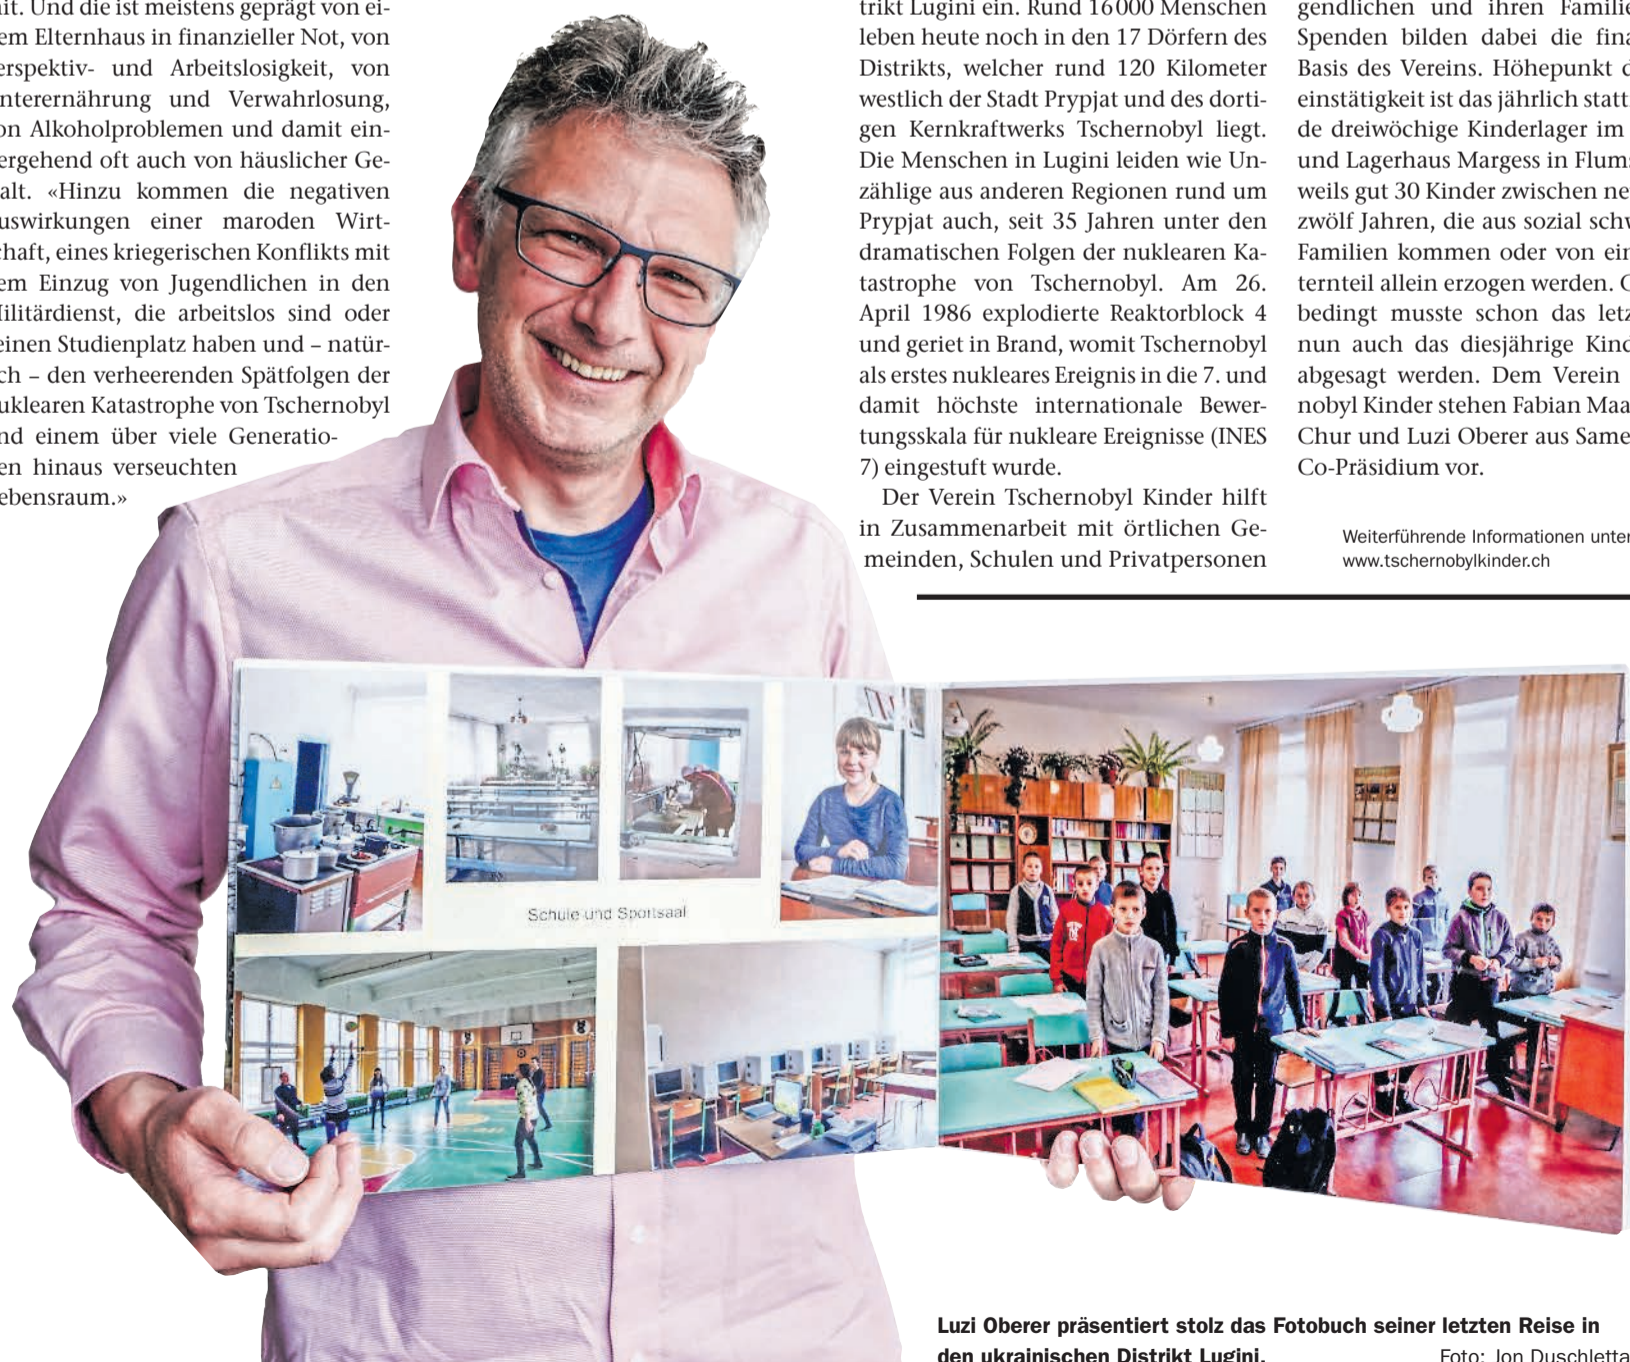 nit. Und die ist meistens geprägt von ei-
em Elternhaus in finanzieller Not, von
erspektiv- und Arbeitslosigkeit, von
nterernährung und Verwahrlosung,
on Alkoholproblemen und damit ein-
ergehend oft auch von häuslicher Ge-
alt. «Hinzu kommen die negativen
uswirkungen einer maroden Wirt-
chaft, eines kriegerischen Konflikts mit
em Einzug von Jugendlichen in den
Militärdienst, die arbeitslos sind oder
einen Studienplatz haben und – natür-
ch – den verheerenden Spätfolgen der
uklearen Katastrophe von Tschernobyl
nd einem über viele Generatio-
en hinaus verseuchten
ebensraum.»
trikt Lugini ein. Rund 16 000 Menschen
leben heute noch in den 17 Dörfern des
Distrikts, welcher rund 120 Kilometer
westlich der Stadt Prypjat und des dorti-
gen Kernkraftwerks Tschernobyl liegt.
Die Menschen in Lugini leiden wie Un-
zählige aus anderen Regionen rund um
Prypjat auch, seit 35 Jahren unter den
dramatischen Folgen der nuklearen Ka-
tastrophe von Tschernobyl. Am 26.
April 1986 explodierte Reaktorblock 4
und geriet in Brand, womit Tschernobyl
als erstes nukleares Ereignis in die 7. und
damit höchste internationale Bewer-
tungsskala für nukleare Ereignisse (INES
7) eingestuft wurde.
Der Verein Tschernobyl Kinder hilft
in Zusammenarbeit mit örtlichen Ge-
meinden, Schulen und Privatpersonen
gendlichen und ihren Familie
Spenden bilden dabei die fina
Basis des Vereins. Höhepunkt d
einstätigkeit ist das jährlich statt
de dreiwöchige Kinderlager im
und Lagerhaus Margess in Flums
weils gut 30 Kinder zwischen ne
zwölf Jahren, die aus sozial schw
Familien kommen oder von ein
ternteil allein erzogen werden. C
bedingt musste schon das letz
nun auch das diesjährige Kind
abgesagt werden. Dem Verein
nobyl Kinder stehen Fabian Maa
Chur und Luzi Oberer aus Same
Co-Präsidium vor.
Weiterführende Informationen unter
www.tschernobylkinder.ch
Schule und Sportsaal
Luzi Oberer präsentiert stolz das Fotobuch seiner letzten Reise in
den ukrainischen Distrikt Lugini. Foto: Jon Duschletta